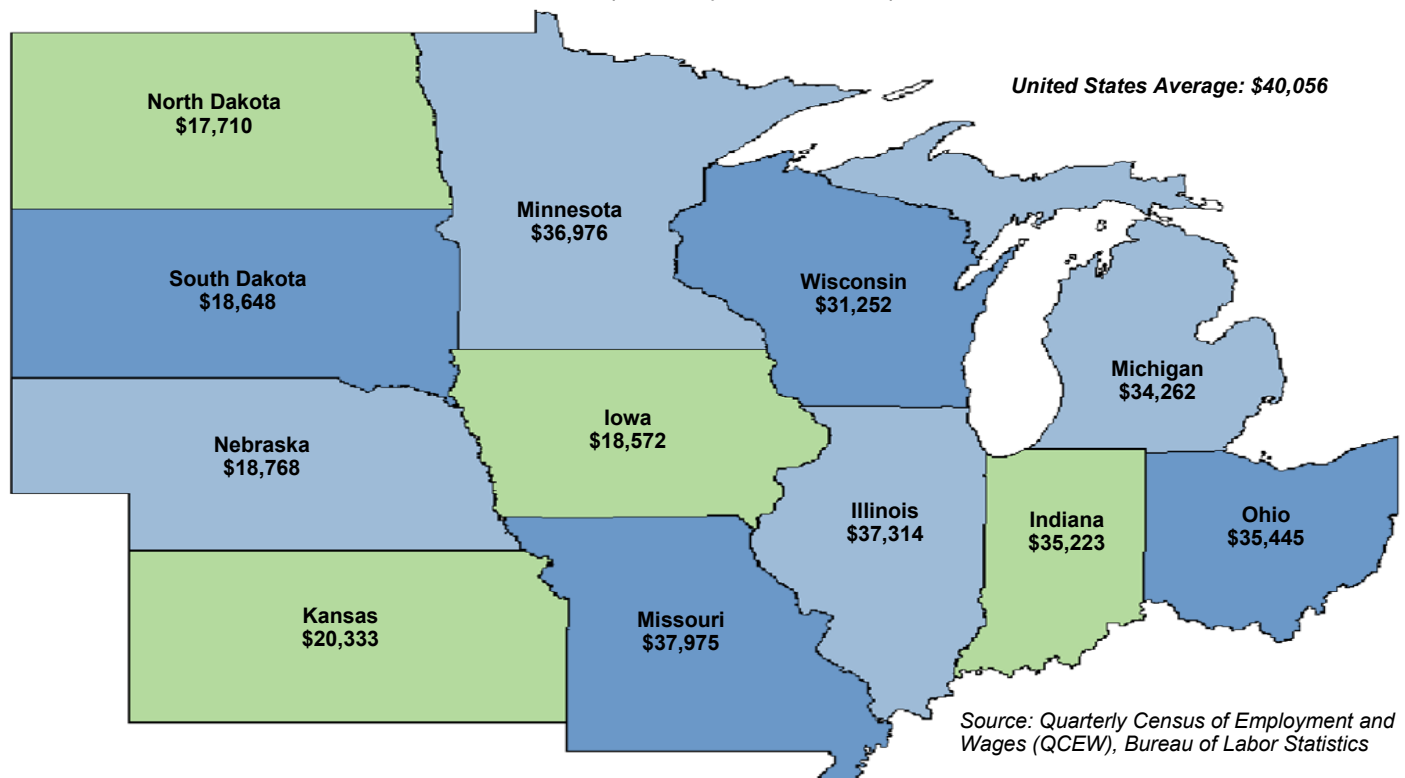 United States Average: $40,056
North Dakota
$17,710
Minnesota
$36,976
South Dakota
$18,648
Wisconsin
$31,252
Michigan
$34,262
Iowa
$18,572
Nebraska
$18,768
Illinois
$37,314
Indiana
$35,223
Ohio
$35,445
Kansas
$20,333
Missouri
$37,975
Source: Quarterly Census of Employment and
Wages (QCEW), Bureau of Labor Statistics